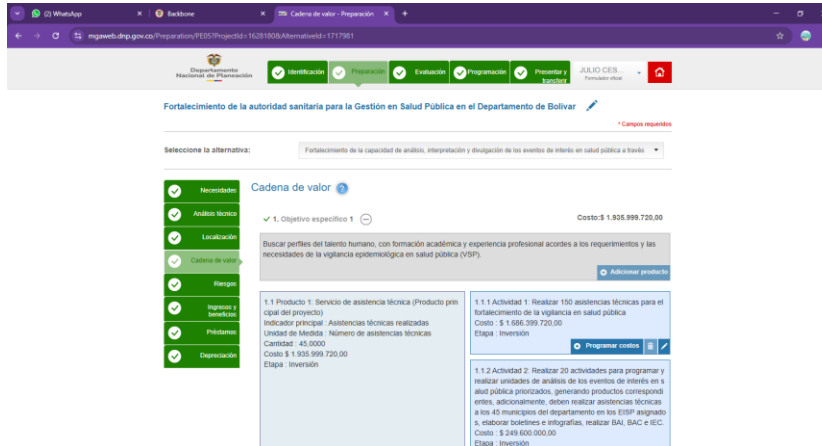 (2) WhatsApp
Backbone
Cadena de valor - Preparación
mgaweb.dnp.gov.co/Preparation/PE05?ProjectId=1628180&AlternativeId=1717981
Departamento
Nacional de Planeación
Identificación
Preparación
Evaluación
Programación
Presentar y
transferir
JULIO CES...
Formulador oficial
Fortalecimiento de la autoridad sanitaria para la Gestión en Salud Pública en el Departamento de Bolívar
* Campos requeridos
Seleccione la alternativa:
Fortalecimiento de la capacidad de análisis, interpretación y divulgación de los eventos de interés en salud pública a través
Necesidades
Análisis técnico
Localización
Cadena de valor
Riesgos
Ingresos y
beneficios
Préstamos
Depreciación
Cadena de valor
1. Objetivo especifico 1
Costo:$ 1.935.999.720,00
Buscar perfiles del talento humano, con formación académica y experiencia profesional acordes a los requerimientos y las
necesidades de la vigilancia epidemiológica en salud pública (VSP).
Adicionar producto
1.1 Producto 1: Servicio de asistencia técnica (Producto prin
cipal del proyecto)
Indicador principal : Asistencias técnicas realizadas
Unidad de Medida : Número de asistencias técnicas
Cantidad : 45,0000
Costo $ 1.935.999.720,00
Etapa : Inversión
1.1.1 Actividad 1: Realizar 150 asistencias técnicas para el
fortalecimiento de la vigilancia en salud pública
Costo : $ 1.686.399.720,00
Etapa : Inversión
Programar costos
1.1.2 Actividad 2: Realizar 20 actividades para programar y
realizar unidades de análisis de los eventos de interés en s
alud pública priorizados, generando productos correspondi
entes, adicionalmente, deben realizar asistencias técnicas
a los 45 municipios del departamento en los EISP asignado
s, elaborar boletines e infografías, realizar BAI, BAC e IEC.
Costo : $ 249.600.000,00
Etapa : Inversión